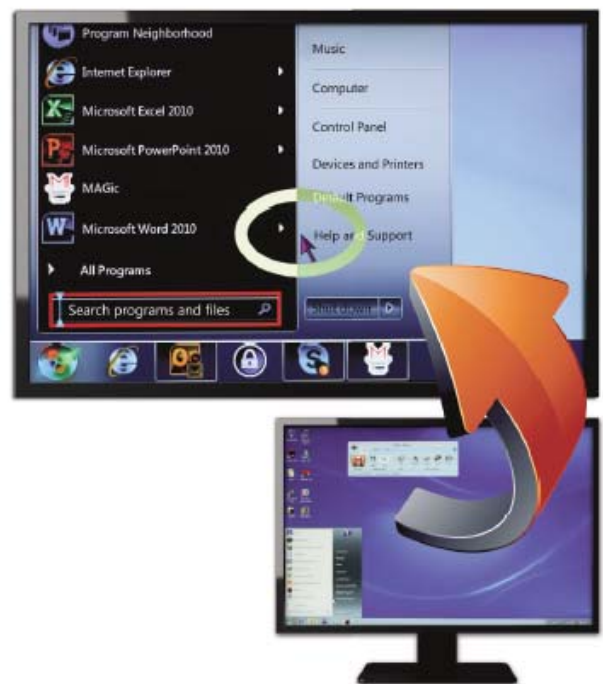 Program Neighborhood
Internet Explorer
Microsoft Excel 2010
Microsoft PowerPoint 2010
MAGic
Microsoft Word 2010
All Programs
Search programs and files
Music
Computer
Control Panel
Devices and Printers
Default Programs
Help and Support
Shut down